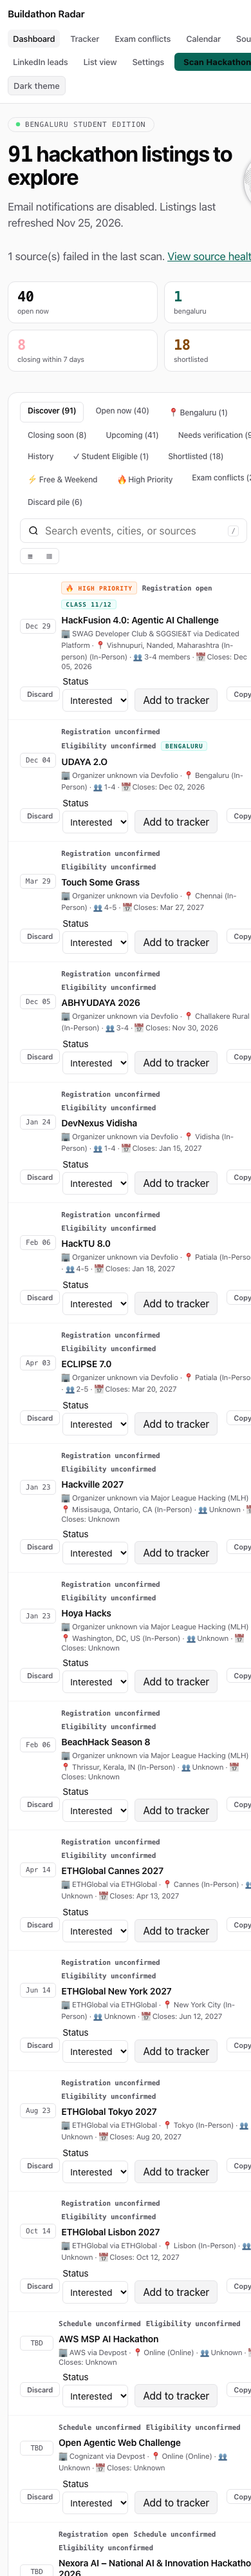 Buildathon Radar
Dashboard Tracker Exam conflicts Calendar
LinkedIn leads List view Settings Scan Hackathon
Dark theme
BENGALURU STUDENT EDITION
91 hackathon listings to
explore
Email notifications are disabled. Listings last
refreshed Nov 25, 2026.
1 source(s) failed in the last scan. View source
40 1
open now bengaluru
8 18
closing within 7 days shortlisted
Discover (91) Open now (40) 📍 Bengaluru (1)
Closing soon (8) Upcoming (41) Needs verification
History ✓ Student Eligible (1) Shortlisted (18)
⚡ Free & Weekend 🔥 High Priority Exam conflicts
Discard pile (6)
Search events, cities, or sources /
🔥 HIGH PRIORITY Registration open
CLASS 11/12
Dec 29
HackFusion 4.0: Agentic AI Challenge
🏢 SWAG Developer Club & SGGSIE&T via Dedicated
Platform · 📍 Vishnupuri, Nanded, Maharashtra (In-
person) (In-Person) · 👥 3-4 members · 📅 Closes: Dec
05, 2026
Status
Discard Interested Add to tracker Copy
Registration unconfirmed
Eligibility unconfirmed BENGALURU
Dec 04
UDAYA 2.O
🏢 Organizer unknown via Devfolio · 📍 Bengaluru (In-
Person) · 👥 1-4 · 📅 Closes: Dec 02, 2026
Status
Discard Interested Add to tracker Copy
Registration unconfirmed
Eligibility unconfirmed
Mar 29
Touch Some Grass
🏢 Organizer unknown via Devfolio · 📍 Chennai (In-
Person) · 👥 4-5 · 📅 Closes: Mar 27, 2027
Status
Discard Interested Add to tracker Copy
Registration unconfirmed
Eligibility unconfirmed
Dec 05
ABHYUDAYA 2026
🏢 Organizer unknown via Devfolio · 📍 Challakere Rural
(In-Person) · 👥 3-4 · 📅 Closes: Nov 30, 2026
Status
Discard Interested Add to tracker Copy
Registration unconfirmed
Eligibility unconfirmed
Jan 24
DevNexus Vidisha
🏢 Organizer unknown via Devfolio · 📍 Vidisha (In-
Person) · 👥 1-4 · 📅 Closes: Jan 15, 2027
Status
Discard Interested Add to tracker Copy
Registration unconfirmed
Eligibility unconfirmed
Feb 06
HackTU 8.0
🏢 Organizer unknown via Devfolio · 📍 Patiala (In-Person)
· 👥 4-5 · 📅 Closes: Jan 18, 2027
Status
Discard Interested Add to tracker Copy
Registration unconfirmed
Eligibility unconfirmed
Apr 03
ECLIPSE 7.0
🏢 Organizer unknown via Devfolio · 📍 Patiala (In-Person)
· 👥 2-5 · 📅 Closes: Mar 20, 2027
Status
Discard Interested Add to tracker Copy
Registration unconfirmed
Eligibility unconfirmed
Jan 23
Hackville 2027
🏢 Organizer unknown via Major League Hacking (MLH)
📍 Missisauga, Ontario, CA (In-Person) · 👥 Unknown · 📅
Closes: Unknown
Status
Discard Interested Add to tracker Copy
Registration unconfirmed
Eligibility unconfirmed
Jan 23
Hoya Hacks
🏢 Organizer unknown via Major League Hacking (MLH)
📍 Washington, DC, US (In-Person) · 👥 Unknown · 📅
Closes: Unknown
Status
Discard Interested Add to tracker Copy
Registration unconfirmed
Eligibility unconfirmed
Feb 06
BeachHack Season 8
🏢 Organizer unknown via Major League Hacking (MLH)
📍 Thrissur, Kerala, IN (In-Person) · 👥 Unknown · 📅
Closes: Unknown
Status
Discard Interested Add to tracker Copy
Registration unconfirmed
Eligibility unconfirmed
Apr 14
ETHGlobal Cannes 2027
🏢 ETHGlobal via ETHGlobal · 📍 Cannes (In-Person) · 👥
Unknown · 📅 Closes: Apr 13, 2027
Status
Discard Interested Add to tracker Copy
Registration unconfirmed
Eligibility unconfirmed
Jun 14
ETHGlobal New York 2027
🏢 ETHGlobal via ETHGlobal · 📍 New York City (In-
Person) · 👥 Unknown · 📅 Closes: Jun 12, 2027
Status
Discard Interested Add to tracker Copy
Registration unconfirmed
Eligibility unconfirmed
Aug 23
ETHGlobal Tokyo 2027
🏢 ETHGlobal via ETHGlobal · 📍 Tokyo (In-Person) · 👥
Unknown · 📅 Closes: Aug 20, 2027
Status
Discard Interested Add to tracker Copy
Registration unconfirmed
Eligibility unconfirmed
Oct 14
ETHGlobal Lisbon 2027
🏢 ETHGlobal via ETHGlobal · 📍 Lisbon (In-Person) · 👥
Unknown · 📅 Closes: Oct 12, 2027
Status
Discard Interested Add to tracker Copy
Schedule unconfirmed Eligibility unconfirmed
TBD
AWS MSP AI Hackathon
🏢 AWS via Devpost · 📍 Online (Online) · 👥 Unknown · 📅
Closes: Unknown
Status
Discard Interested Add to tracker Copy
Schedule unconfirmed Eligibility unconfirmed
TBD
Open Agentic Web Challenge
🏢 Cognizant via Devpost · 📍 Online (Online) · 👥
Unknown · 📅 Closes: Unknown
Status
Discard Interested Add to tracker Copy
Registration open Schedule unconfirmed
Eligibility unconfirmed
TBD
Nexora AI – National AI & Innovation Hackathon
2026